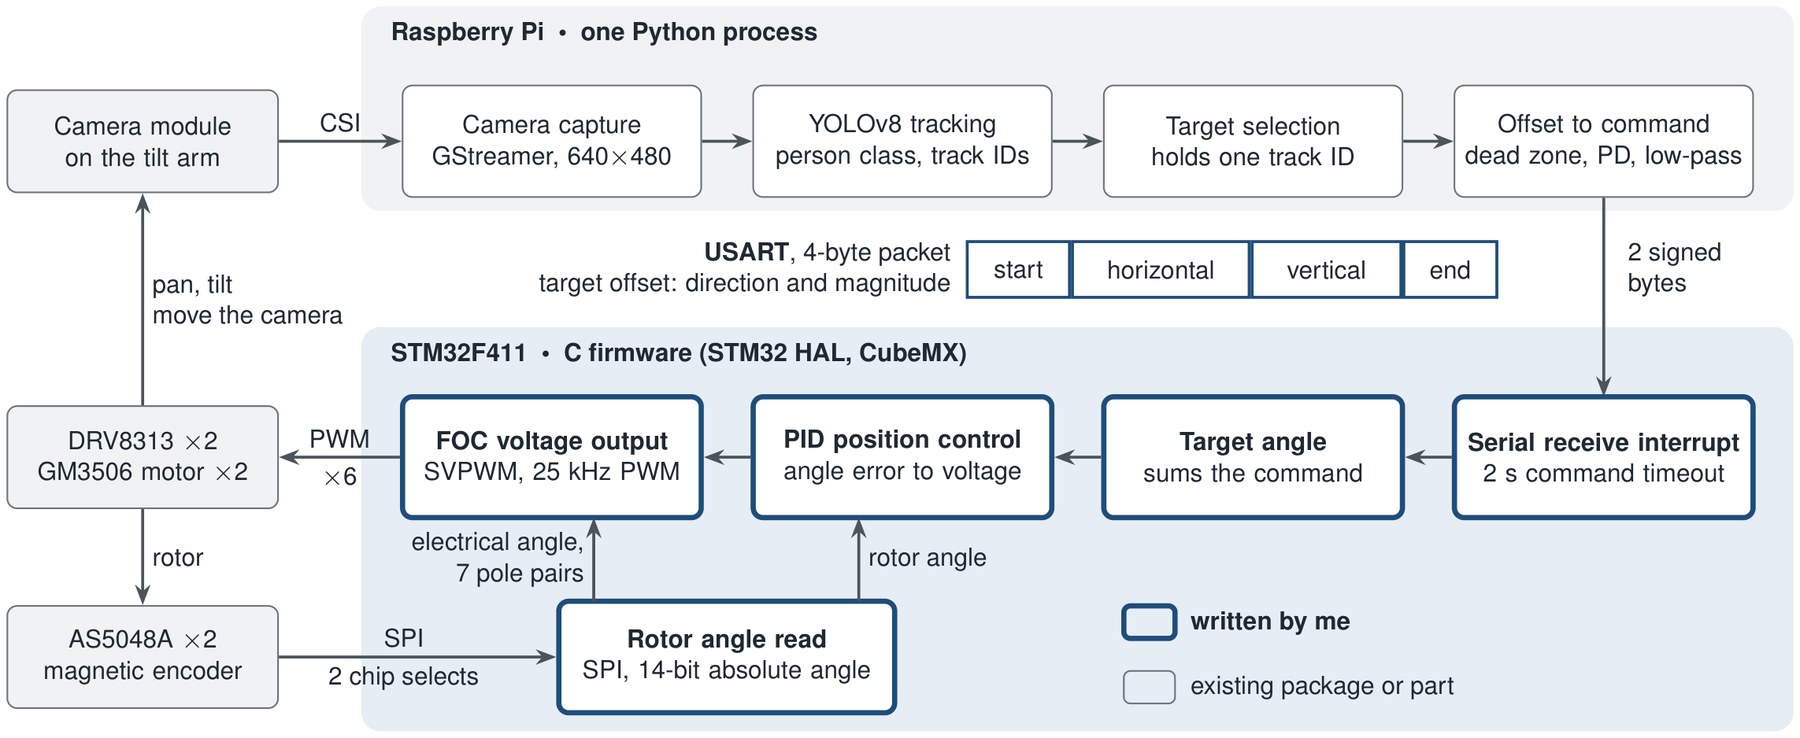 Raspberry Pi • one Python process
Camera module
on the tilt arm
CSI
Camera capture
GStreamer, 640×480
YOLOv8 tracking
person class, track IDs
Target selection
holds one track ID
Offset to command
dead zone, PD, low-pass
pan, tilt
move the camera
USART, 4-byte packet
target offset: direction and magnitude
start
horizontal
vertical
end
2 signed
bytes
STM32F411 • C firmware (STM32 HAL, CubeMX)
DRV8313 ×2
GM3506 motor ×2
PWM
×6
FOC voltage output
SVPWM, 25 kHz PWM
PID position control
angle error to voltage
Target angle
sums the command
Serial receive interrupt
2 s command timeout
rotor
electrical angle,
7 pole pairs
rotor angle
AS5048A ×2
magnetic encoder
SPI
2 chip selects
Rotor angle read
SPI, 14-bit absolute angle
written by me
existing package or part